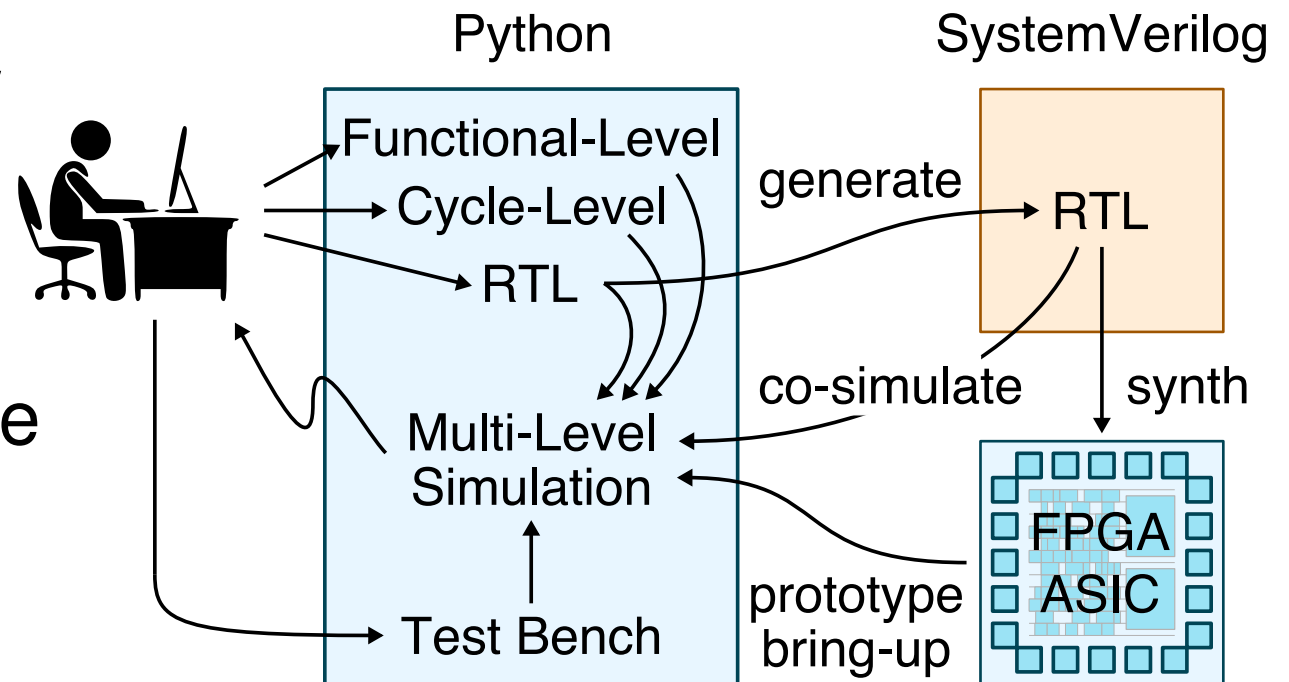 Python
SystemVerilog
Functional-Level
Cycle-Level
RTL
generate
RTL
co-simulate
synth
e
Multi-Level
Simulation
FPGA
ASIC
prototype
bring-up
Test Bench